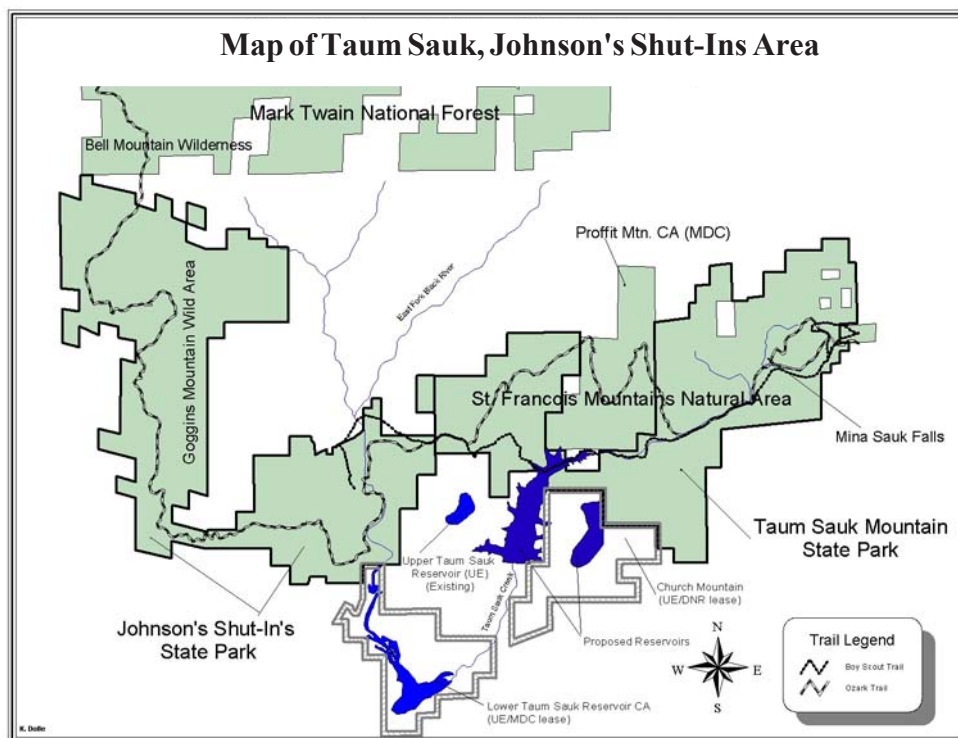 Map of Taum Sauk, Johnson's Shut-Ins Area
Mark Twain National Forest
Bell Mountain Wilderness
Proffit Mtn. CA (MDC)
East Fork Black River
Goggins Mountain Wild Area
St. Francois Mountains Natural Area
Mina Sauk Falls
Taum Sauk Mountain
State Park
Upper Taum Sauk
Reservoir (UE)
(Existing)
Church Mountain
(UE/DNR lease)
Taum Sauk Creek
Johnson's Shut-In's
State Park
Proposed Reservoirs
Lower Taum Sauk Reservoir CA
(UE/MDC lease)
N
W
E
S
Trail Legend
Boy Scout Trail
Ozark Trail
K. Dolle